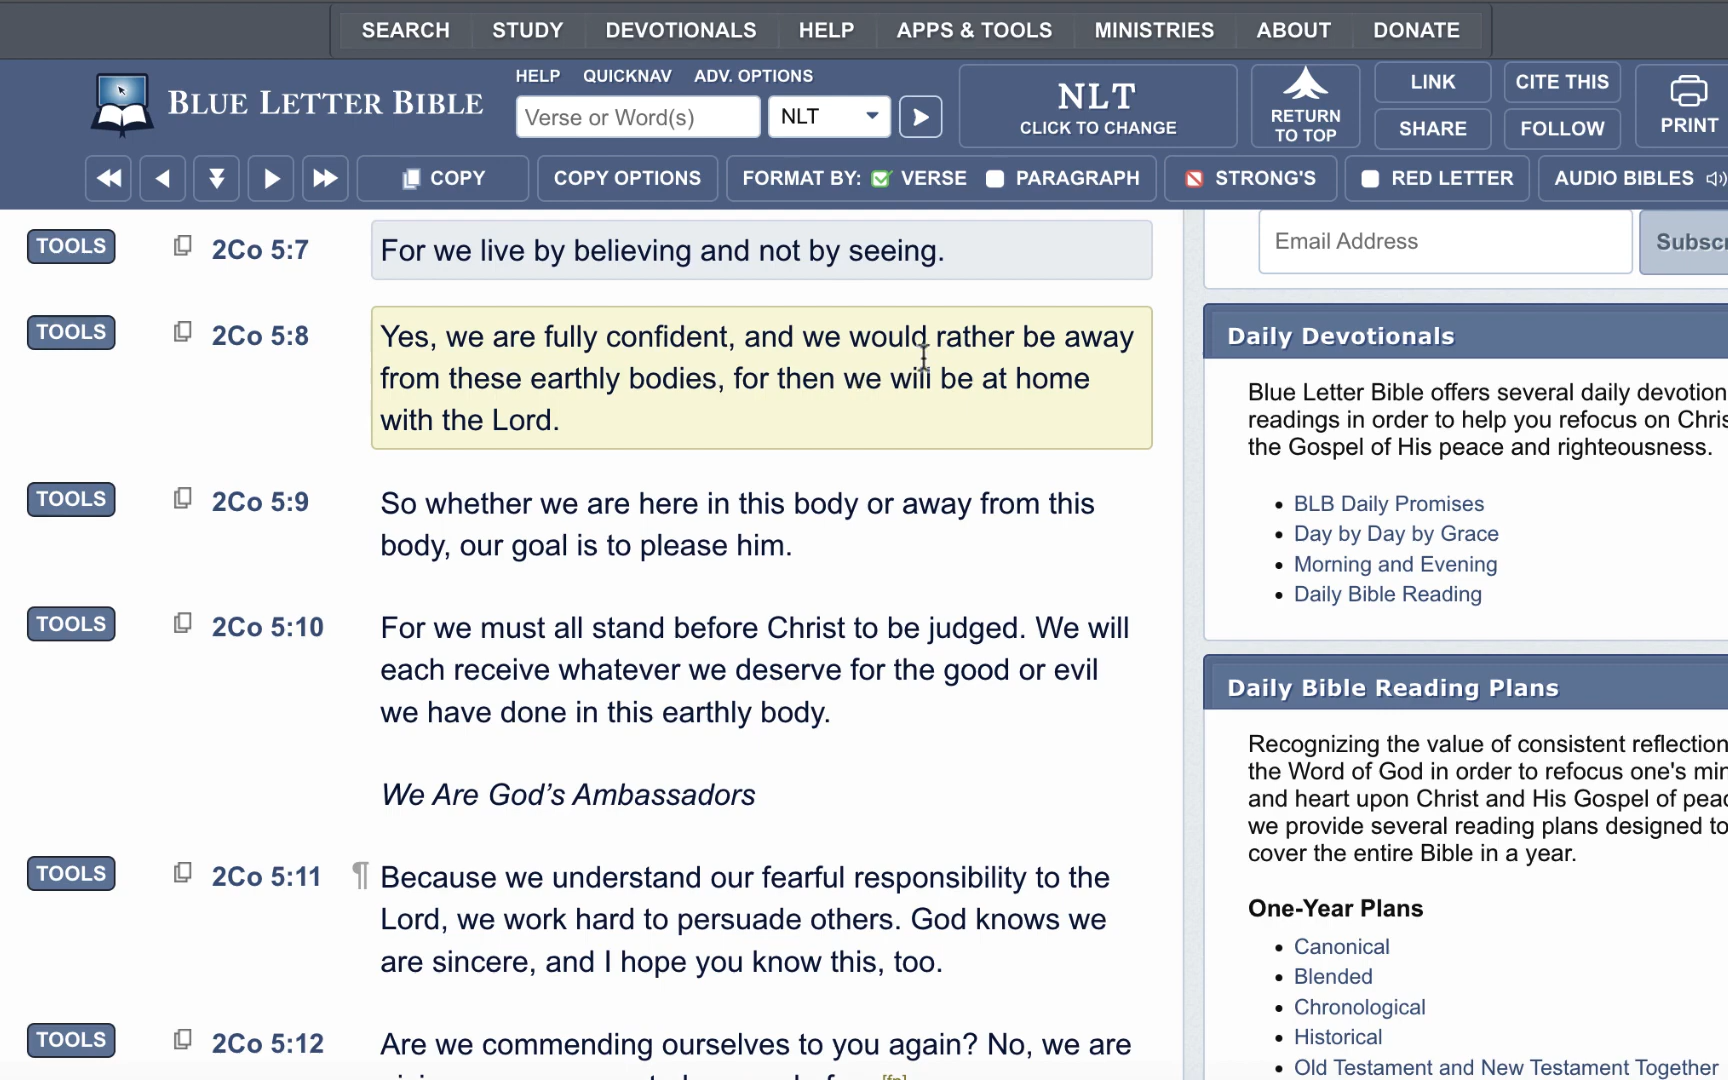 SEARCH STUDY DEVOTIONALS HELP APPS & TOOLS MINISTRIES ABOUT DONATE
BLUE LETTER BIBLE
HELP QUICKNAV ADV. OPTIONS
Verse or Word(s) NLT
NLT
CLICK TO CHANGE
RETURN
TO TOP
LINK CITE THIS
SHARE FOLLOW
PRINT
COPY COPY OPTIONS FORMAT BY: VERSE PARAGRAPH STRONG'S RED LETTER AUDIO BIBLES
TOOLS 2Co 5:7 For we live by believing and not by seeing.
TOOLS 2Co 5:8 Yes, we are fully confident, and we would rather be away
from these earthly bodies, for then we will be at home
with the Lord.
TOOLS 2Co 5:9 So whether we are here in this body or away from this
body, our goal is to please him.
TOOLS 2Co 5:10 For we must all stand before Christ to be judged. We will
each receive whatever we deserve for the good or evil
we have done in this earthly body.
We Are God’s Ambassadors
TOOLS 2Co 5:11 ¶ Because we understand our fearful responsibility to the
Lord, we work hard to persuade others. God knows we
are sincere, and I hope you know this, too.
TOOLS 2Co 5:12 Are we commending ourselves to you again? No, we are
Email Address
Daily Devotionals
Blue Letter Bible offers several daily devotion
readings in order to help you refocus on Chris
the Gospel of His peace and righteousness.
• BLB Daily Promises
• Day by Day by Grace
• Morning and Evening
• Daily Bible Reading
Daily Bible Reading Plans
Recognizing the value of consistent reflection
the Word of God in order to refocus one's min
and heart upon Christ and His Gospel of peac
we provide several reading plans designed to
cover the entire Bible in a year.
One-Year Plans
• Canonical
• Blended
• Chronological
• Historical
• Old Testament and New Testament Together